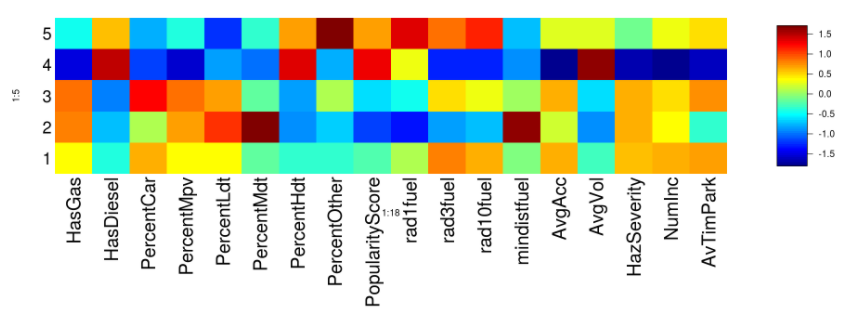 5
4
3
2
1
1:5
HasGas
HasDiesel
PercentCar
PercentMpv
PercentLdt
PercentMdt
PercentHdt
PercentOther
PopularityScore
1:18
rad1fuel
rad3fuel
rad10fuel
mindistfuel
AvgAcc
AvgVol
HazSeverity
NumInc
AvTimPark
1.5
1.0
0.5
0.0
-0.5
-1.0
-1.5